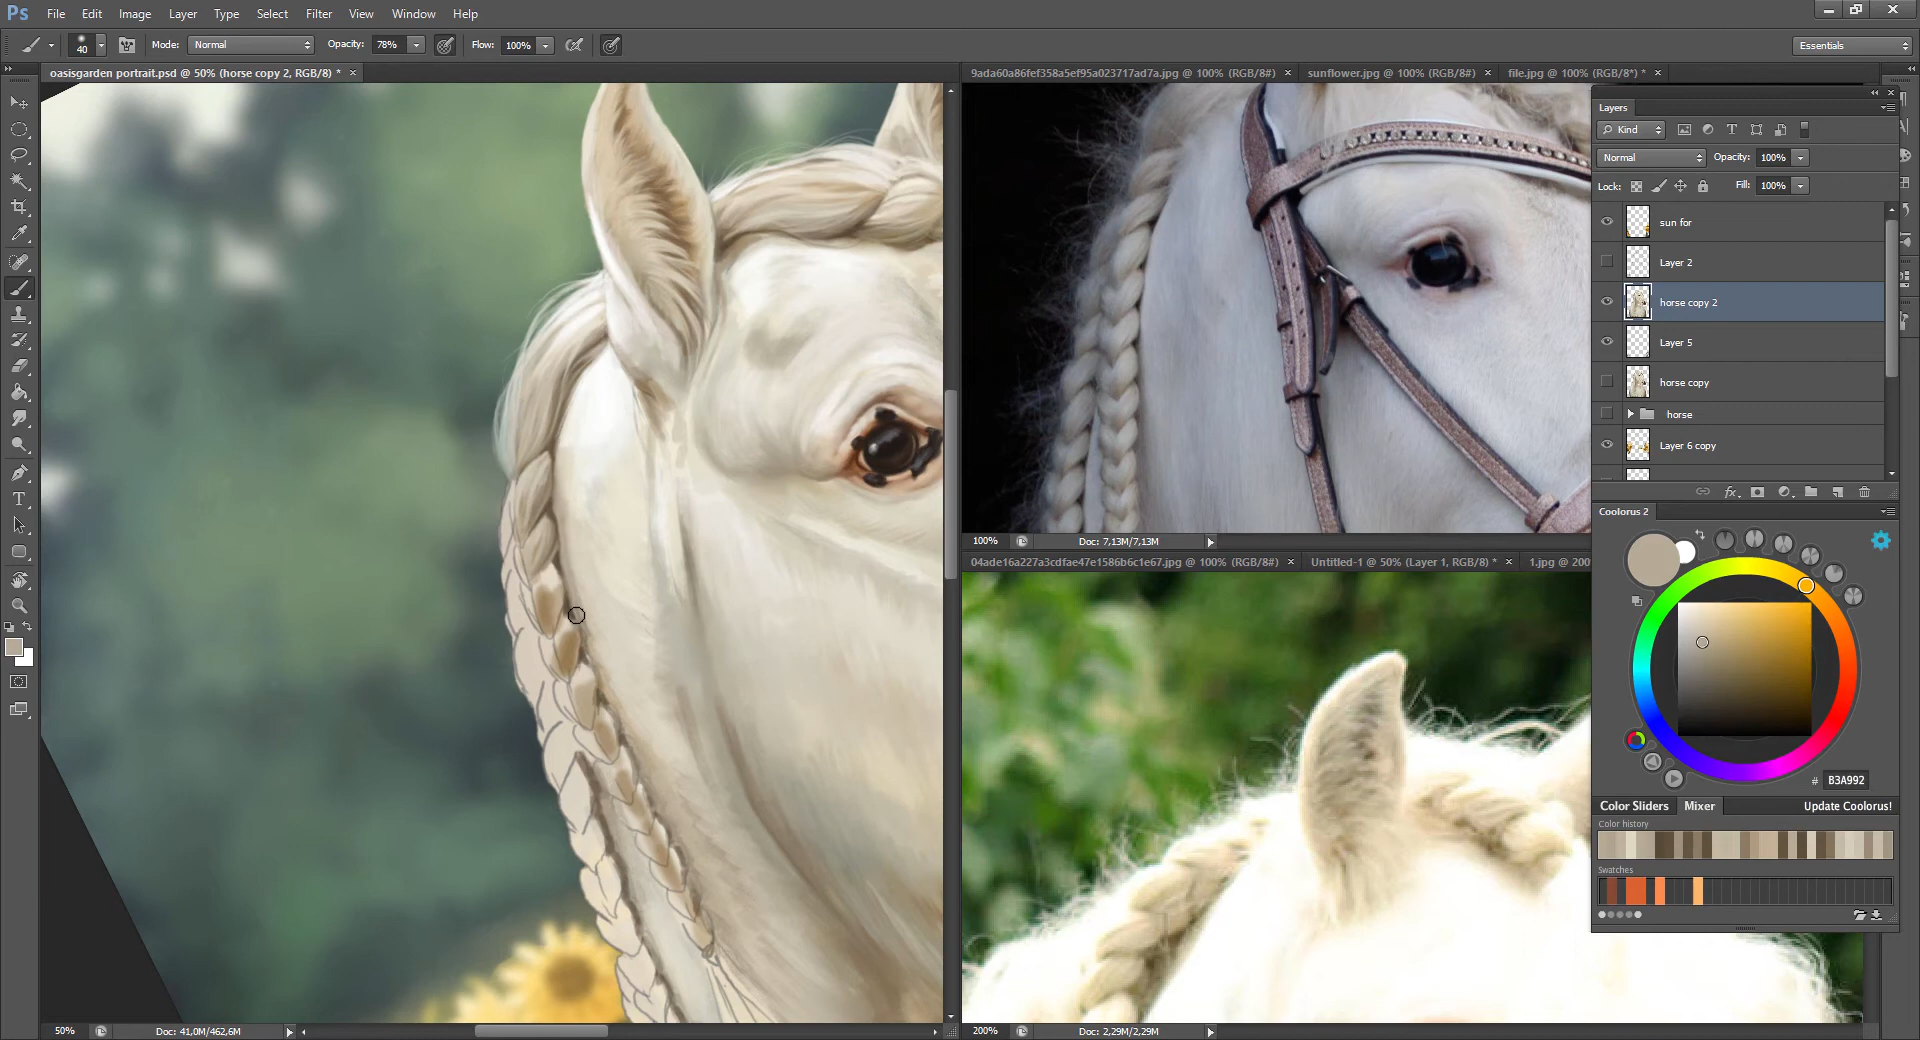 Ps File Edit Image Layer Type Select Filter View Window Help
40 Mode: Normal Opacity: 78% Flow: 100% Essentials
oasisgarden portrait.psd @ 50% (horse copy 2, RGB/8) * ×
9ada60a86fef358a5ef95a023717ad7a.jpg @ 100% (RGB/8#) × sunflower.jpg @ 100% (RGB/8#) × file.jpg @ 100% (RGB/8*) * ×
Layers
Kind
Normal Opacity: 100%
Lock: Fill: 100%
sun for
Layer 2
horse copy 2
Layer 5
horse copy
horse
Layer 6 copy
fx
Coolorus 2
100% Doc: 7,13M/7,13M
04ade16a227a3cdfae47e1586b6c1e67.jpg @ 100% (RGB/8#) × Untitled-1 @ 50% (Layer 1, RGB/8) * × 1.jpg @ 200
# B3A992
Color Sliders Mixer Update Coolorus!
Color history
Swatches
50% Doc: 41,0M/462,6M
200% Doc: 2,29M/2,29M